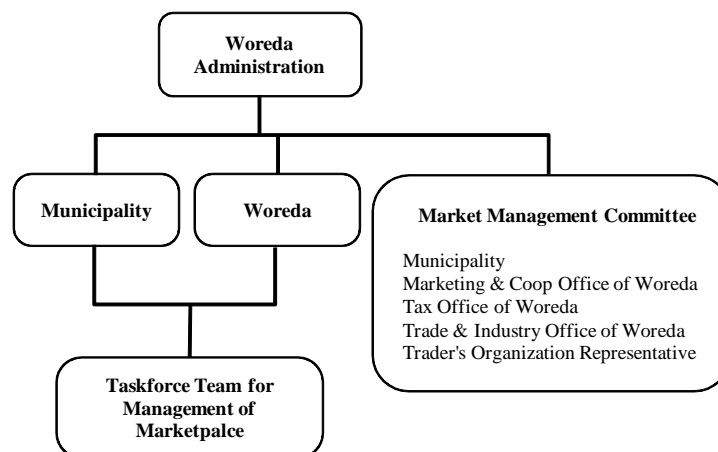 Woreda
Administration
Municipality
Woreda
Market Management Committee
Municipality
Marketing & Coop Office of Woreda
Tax Office of Woreda
Trade & Industry Office of Woreda
Trader's Organization Representative
Taskforce Team for
Management of
Marketpalce